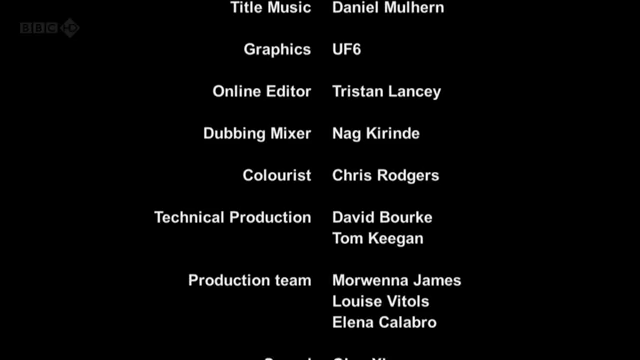 BBC HD
Title Music Daniel Mulhern
Graphics UF6
Online Editor Tristan Lancey
Dubbing Mixer Nag Kirinde
Colourist Chris Rodgers
Technical Production David Bourke
Tom Keegan
Production team Morwenna James
Louise Vitols
Elena Calabro